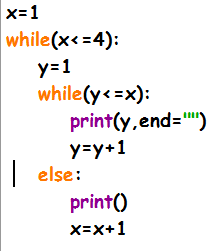 x=1
while(x<=4):
    y=1
    while(y<=x):
        print(y,end="")
        y=y+1
    else:
        print()
        x=x+1